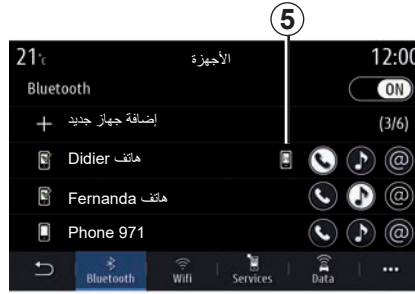 5
21°c الأجهزة 12:00
Bluetooth ON
إضافة جهاز جديد (3/6)
هاتف Didier
هاتف Fernanda
Phone 971
Bluetooth Wifi Services Data